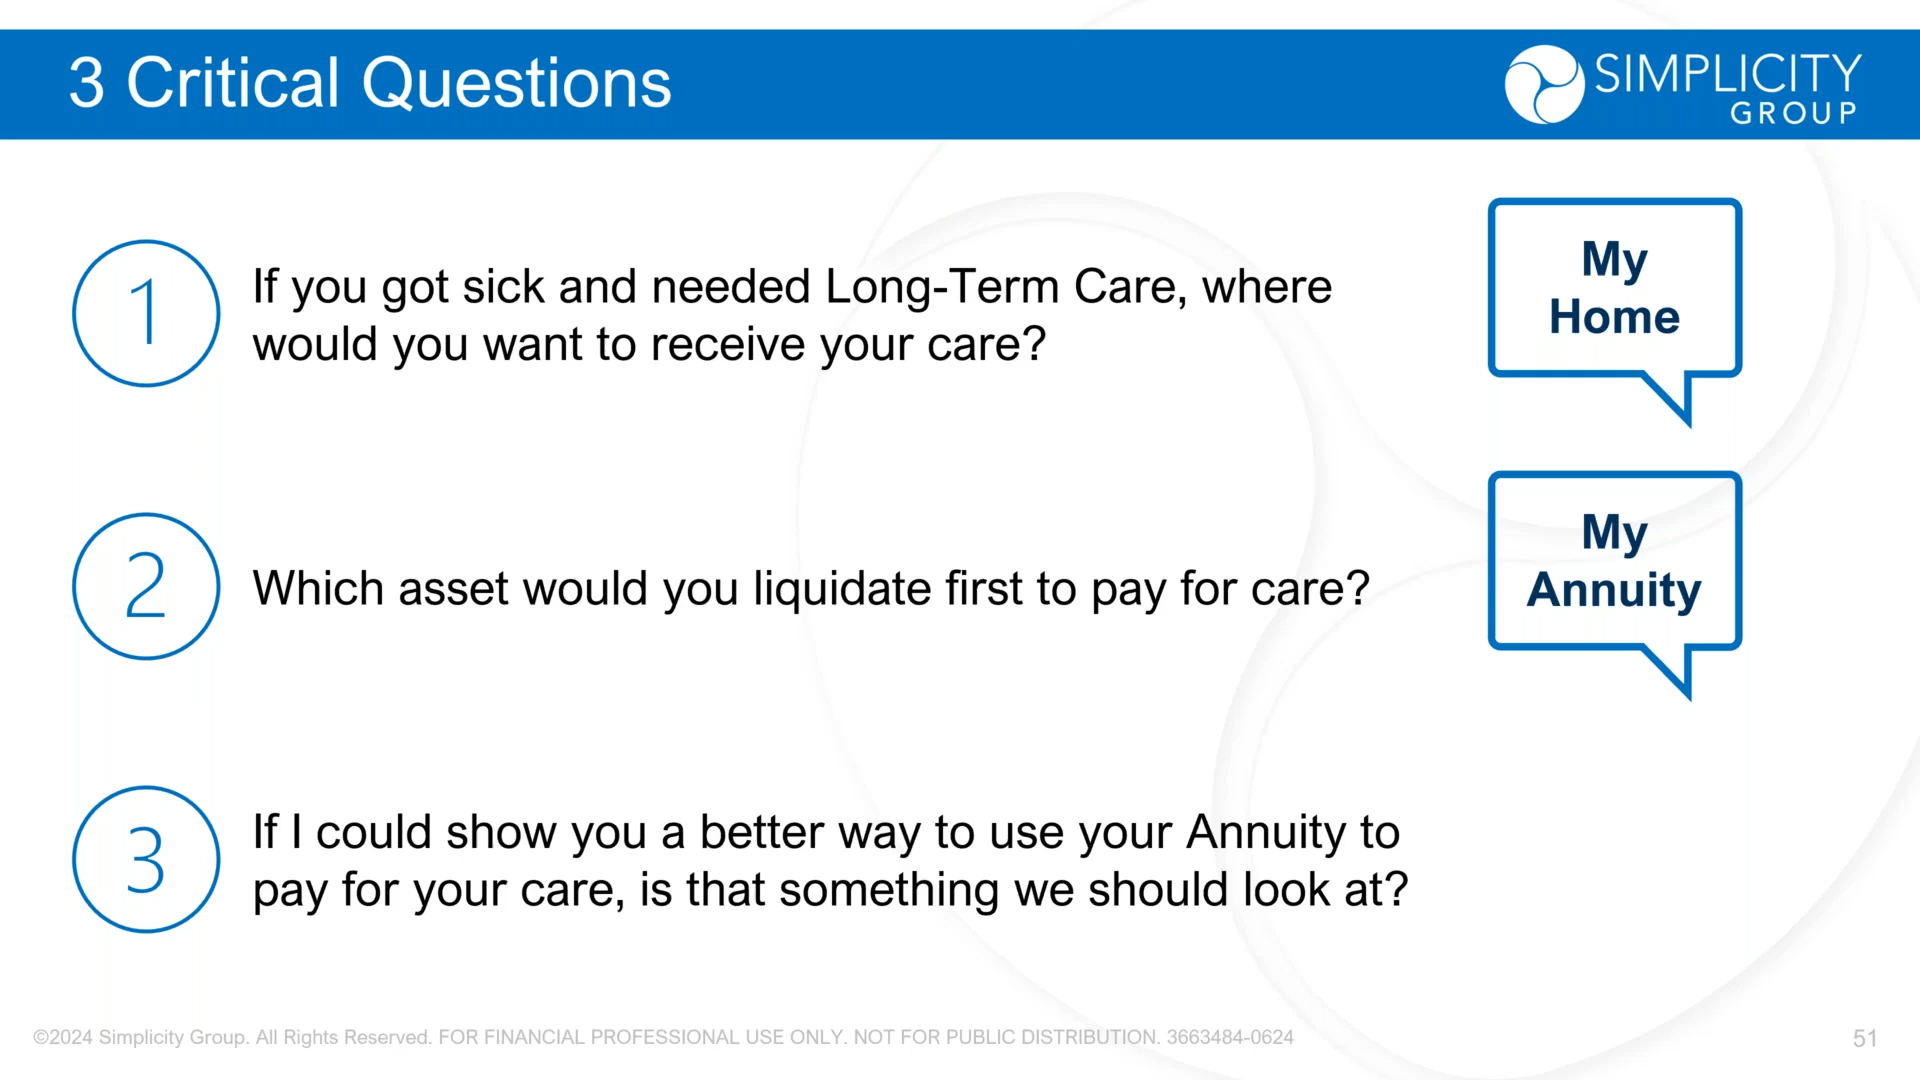 3 Critical Questions
SIMPLICITY
GROUP
1
If you got sick and needed Long-Term Care, where
would you want to receive your care?
My
Home
2
Which asset would you liquidate first to pay for care?
My
Annuity
3
If I could show you a better way to use your Annuity to
pay for your care, is that something we should look at?
©2024 Simplicity Group. All Rights Reserved. FOR FINANCIAL PROFESSIONAL USE ONLY. NOT FOR PUBLIC DISTRIBUTION. 3663484-0624
51